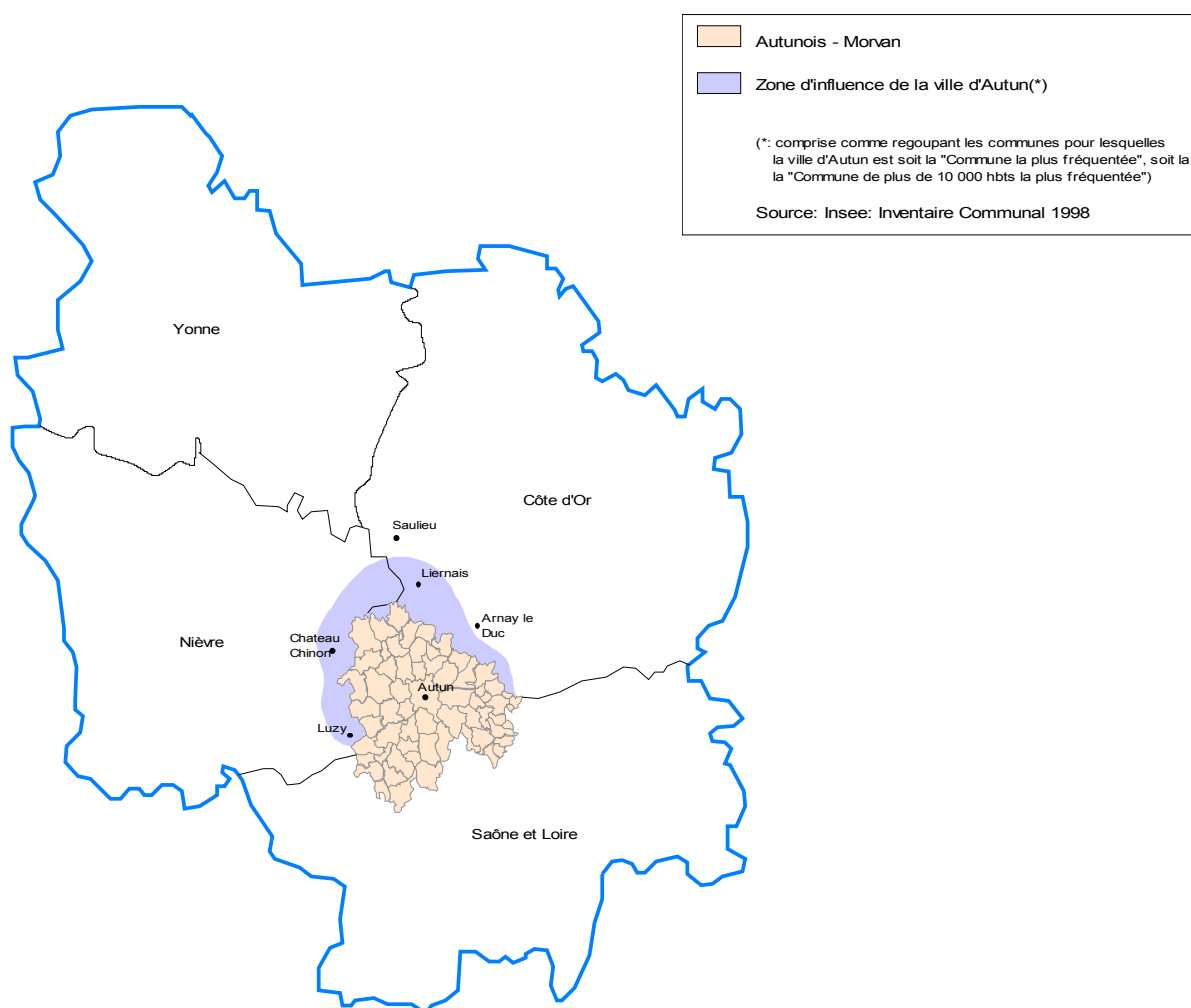 Autunois - Morvan
Zone d'influence de la ville d'Autun(*)
(*: comprise comme regoupant les communes pour lesquelles
la ville d'Autun est soit la "Commune la plus fréquentée", soit la
la "Commune de plus de 10 000 hbts la plus fréquentée")
Source: Insee: Inventaire Communal 1998
Yonne
Côte d'Or
Saulieu
Liernais
Arnay le
Duc
Nièvre
Chateau
Chinon
Autun
Luzy
Saône et Loire